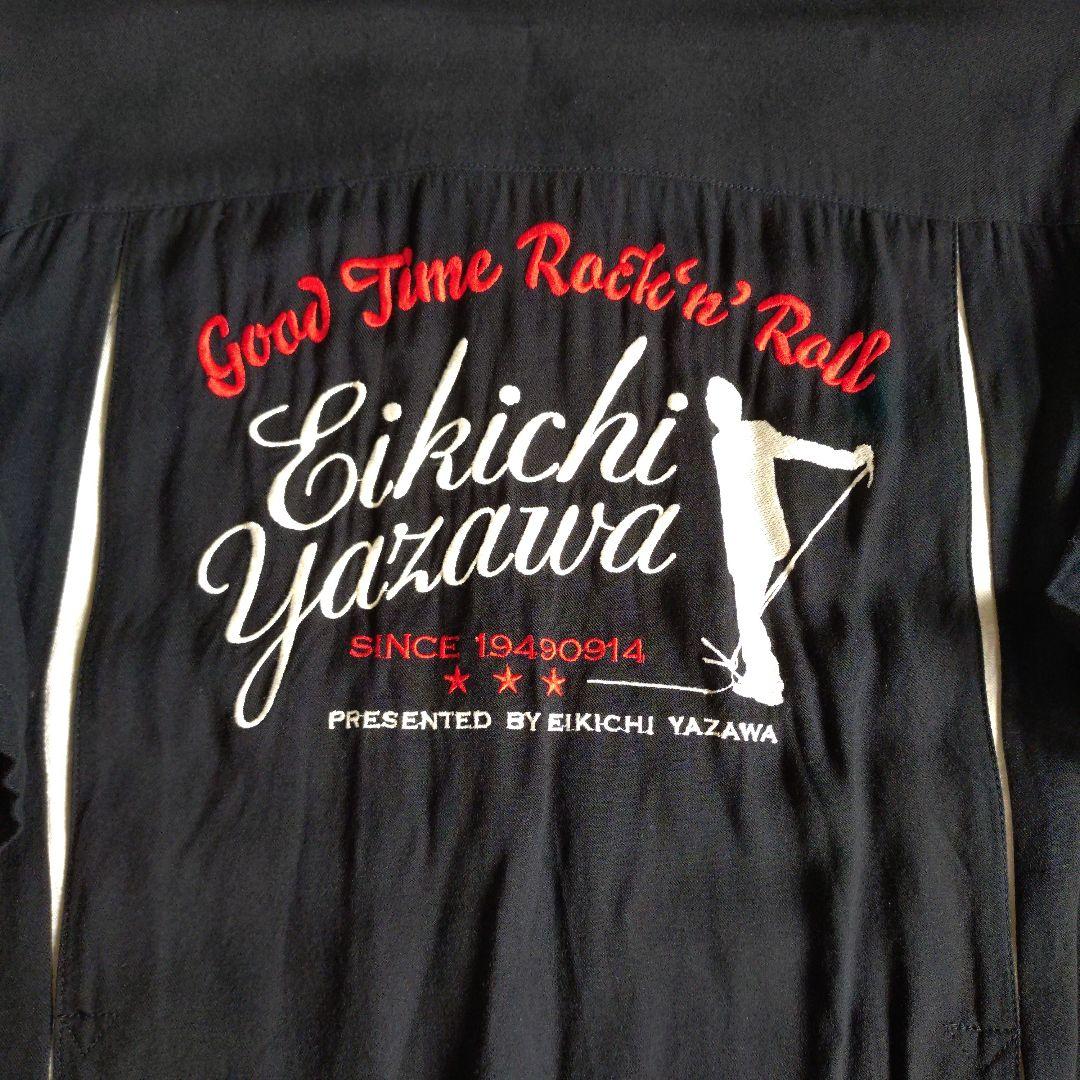 Good Time Rock 'n' Roll
Eikichi
Yazawa
SINCE 19490914
PRESENTED BY EIKICHI YAZAWA